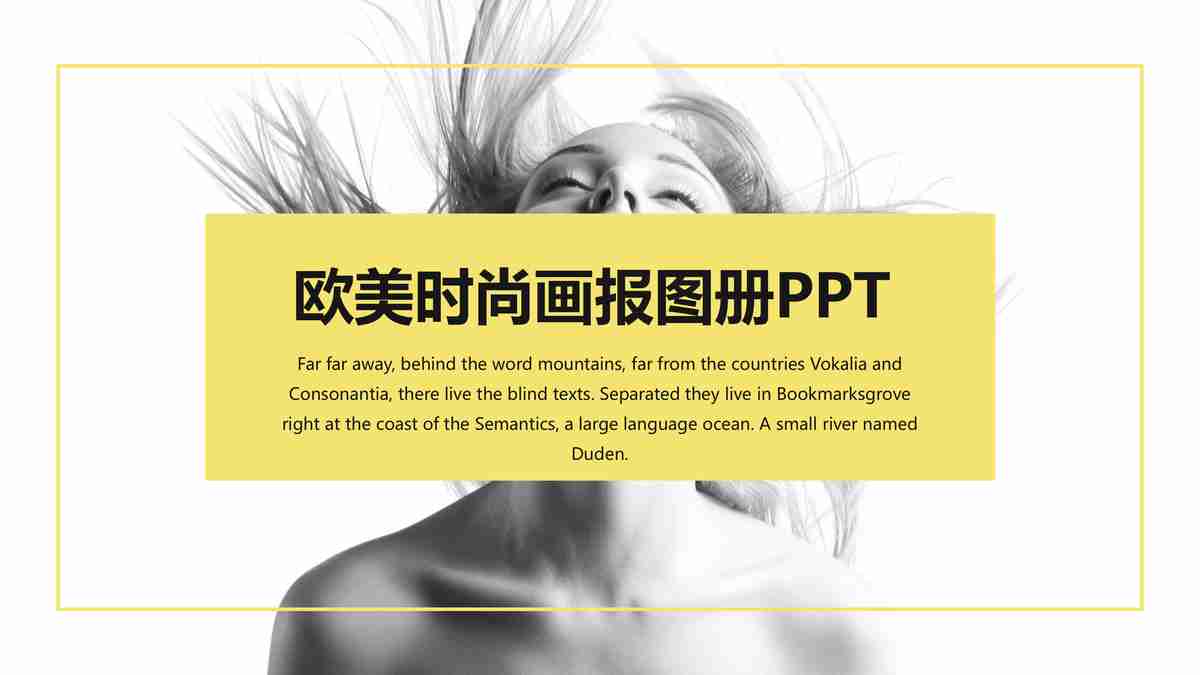 欧美时尚画报图册PPT
Far far away, behind the word mountains, far from the countries Vokalia and
Consonantia, there live the blind texts. Separated they live in Bookmarksgrove
right at the coast of the Semantics, a large language ocean. A small river named
Duden.